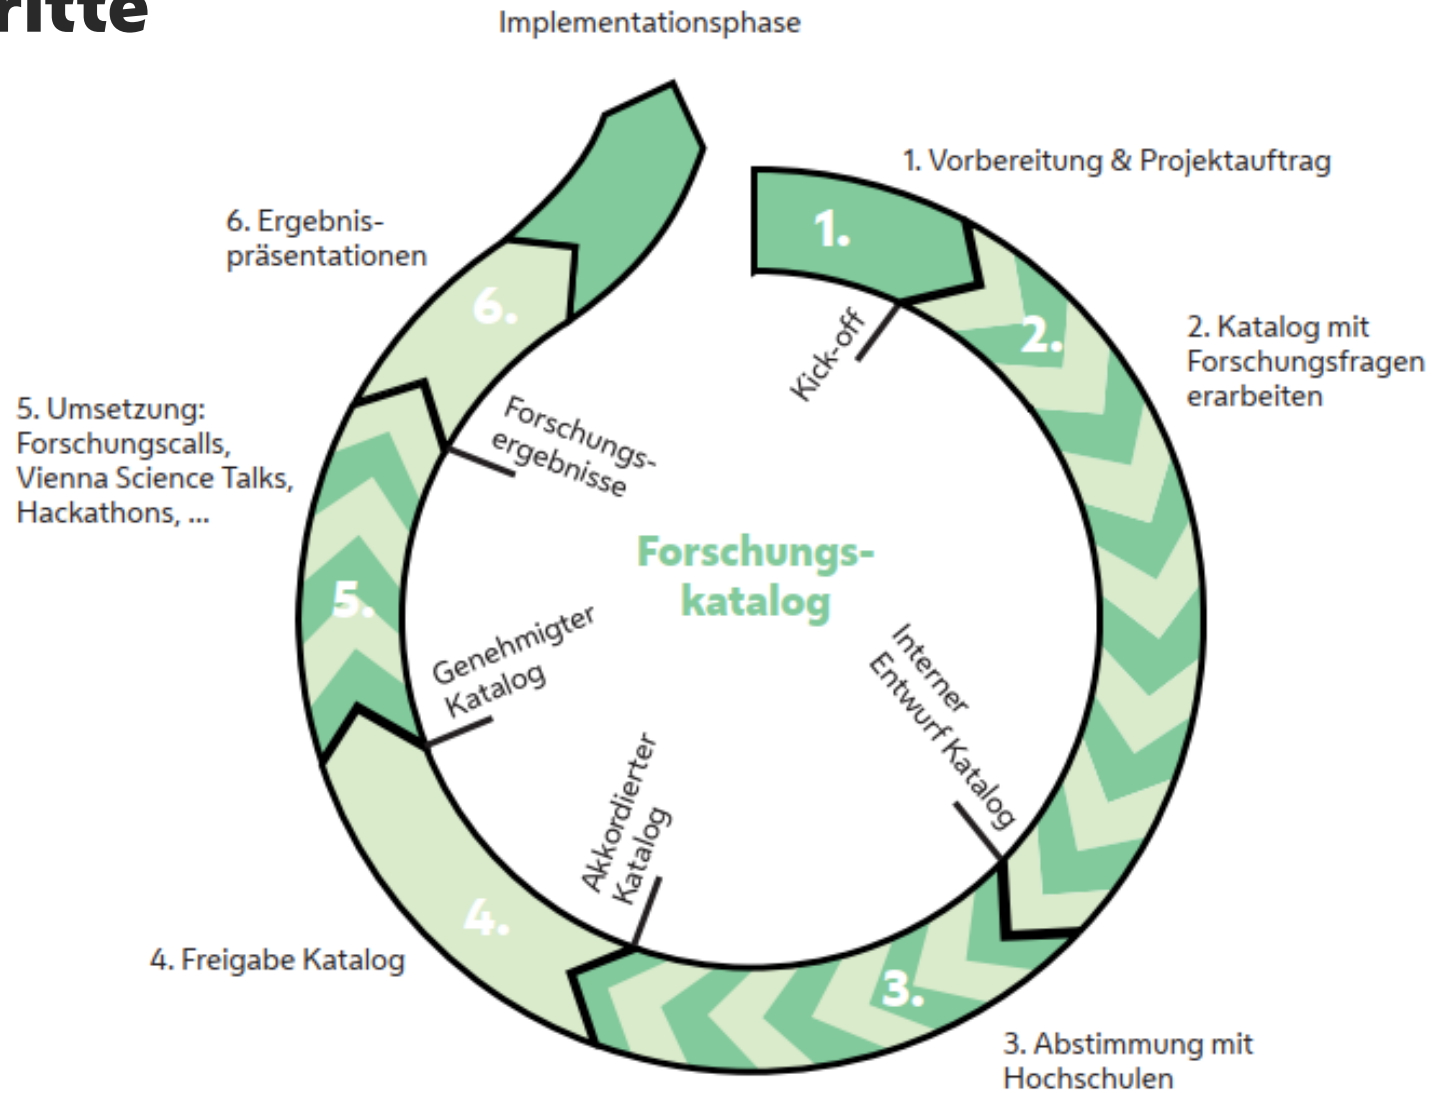 Implementationsphase
1. Vorbereitung & Projektauftrag
1.
Kick-off
2.
2. Katalog mit
Forschungsfragen
erarbeiten
Interner
Entwurf Katalog
3.
3. Abstimmung mit
Hochschulen
Akkordierter
Katalog
4.
4. Freigabe Katalog
Genehmigter
Katalog
5.
5. Umsetzung:
Forschungscalls,
Vienna Science Talks,
Hackathons, ...
Forschungs-
ergebnisse
6.
6. Ergebnis-
präsentationen
Forschungs-
katalog